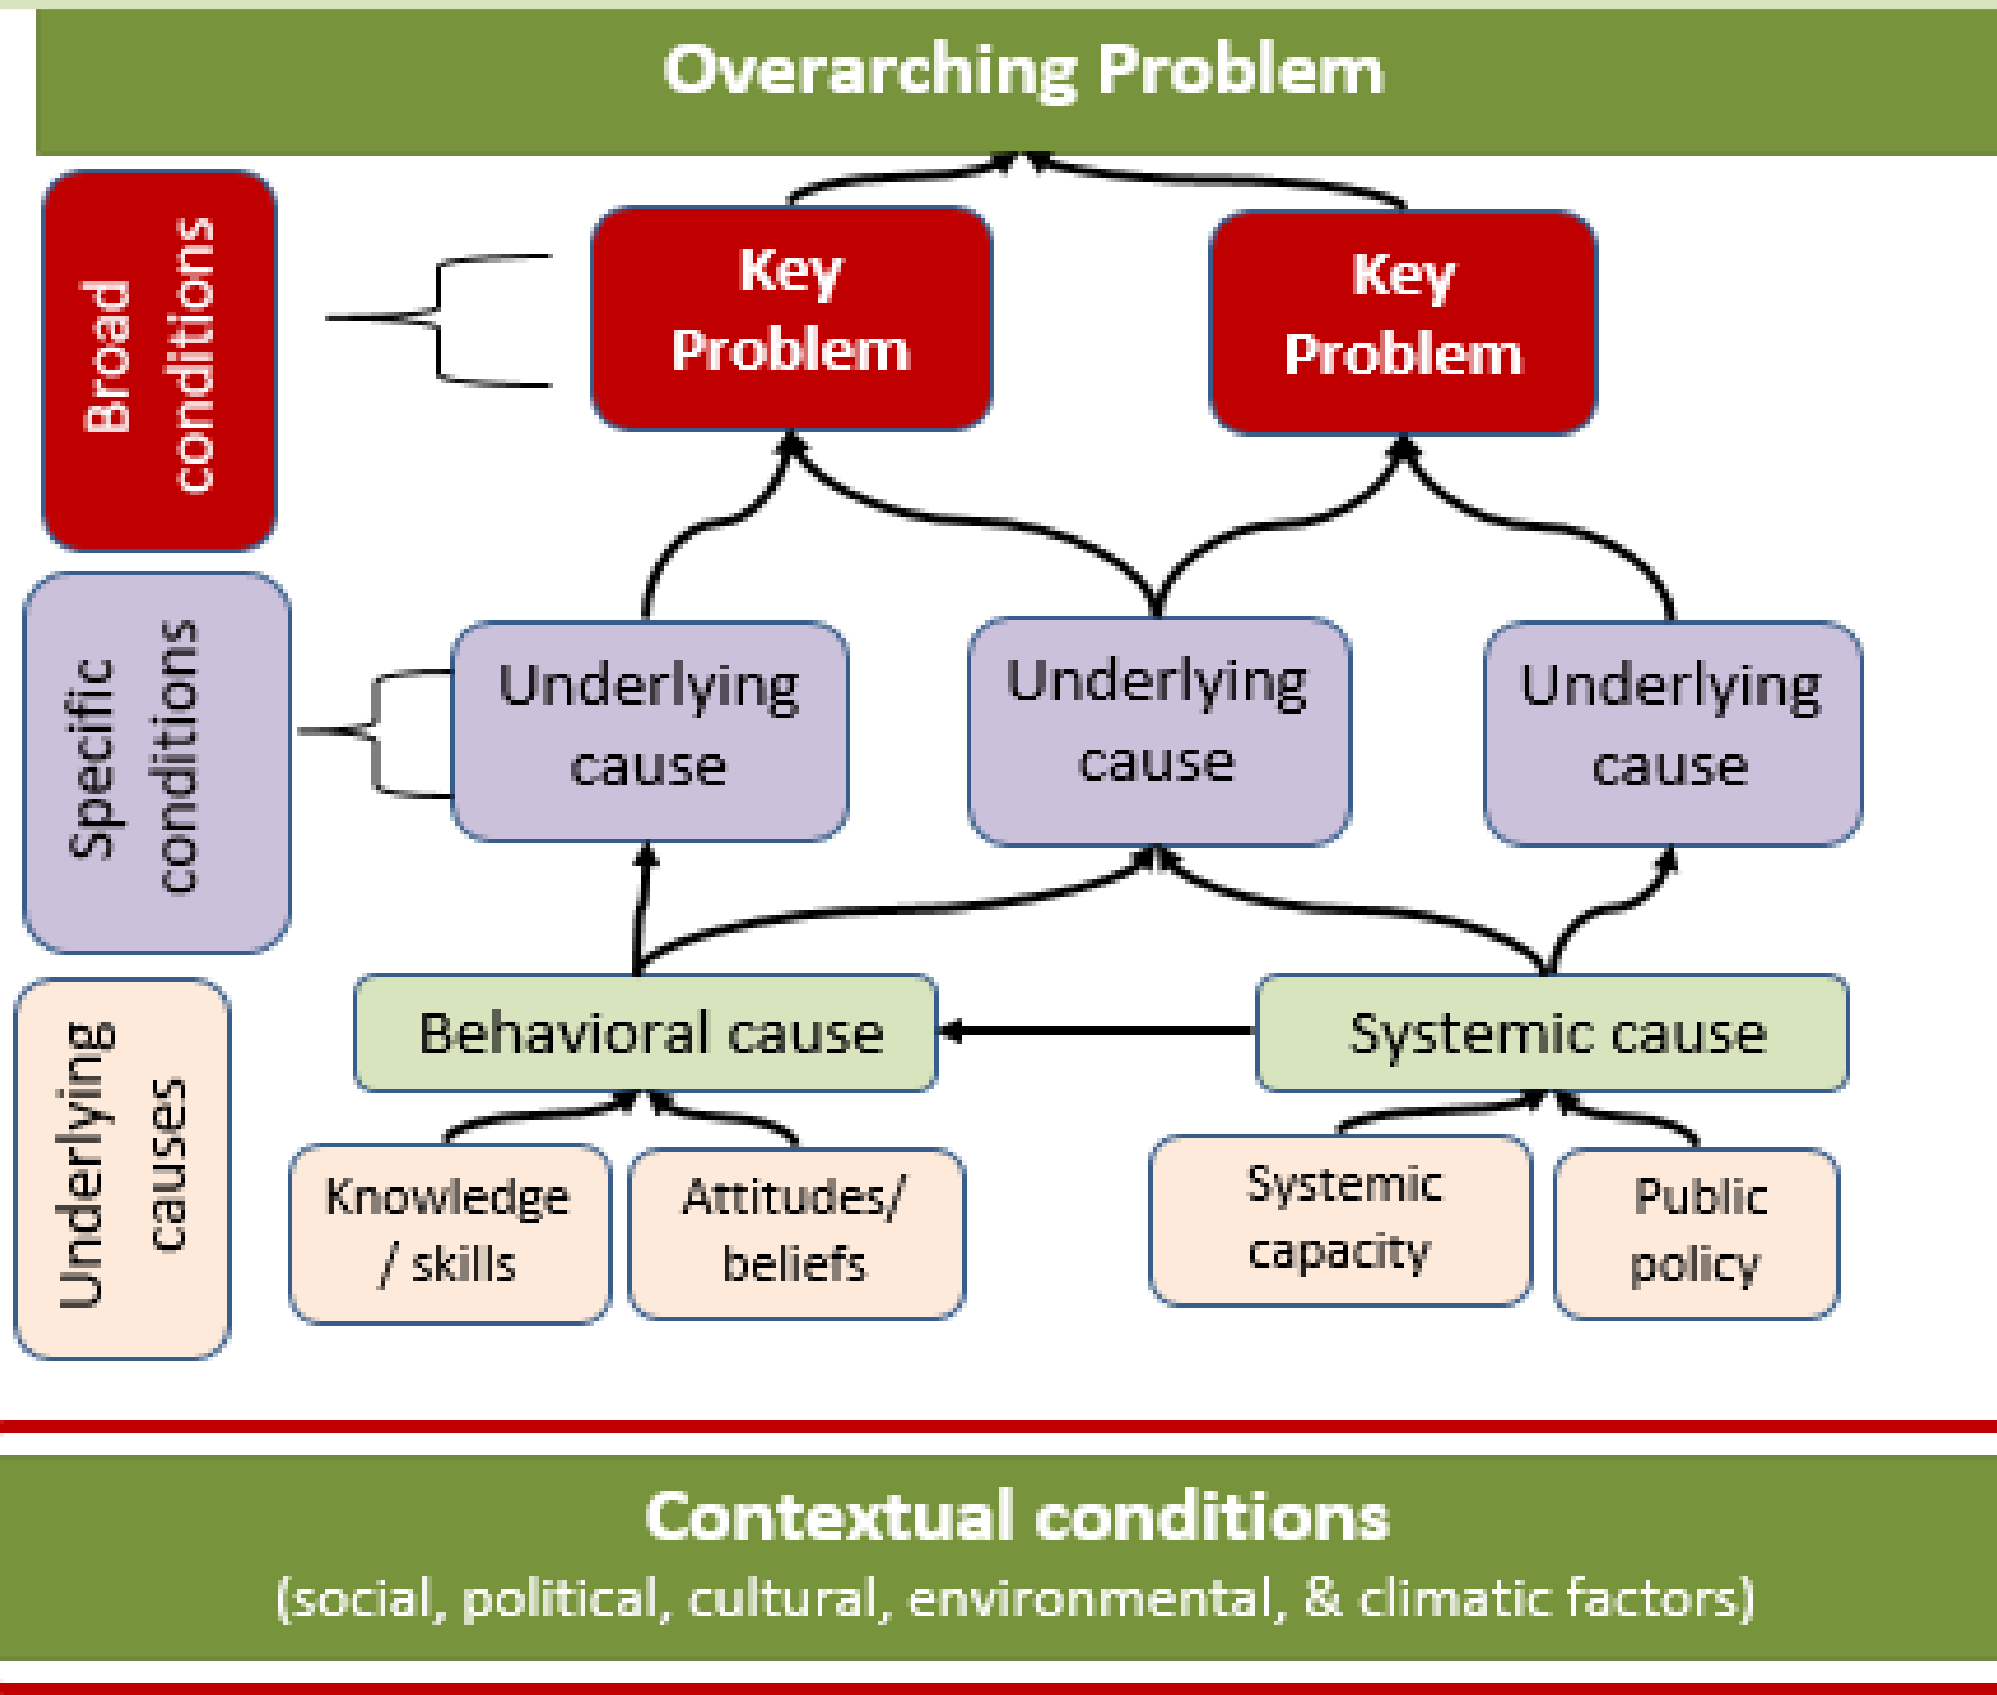 Overarching Problem
Broad
conditions
Key
Problem
Key
Problem
Specific
conditions
Underlying
cause
Underlying
cause
Underlying
cause
Underlying
causes
Behavioral cause
Systemic cause
Knowledge
/ skills
Attitudes/
beliefs
Systemic
capacity
Public
policy
Contextual conditions
(social, political, cultural, environmental, & climatic factors)